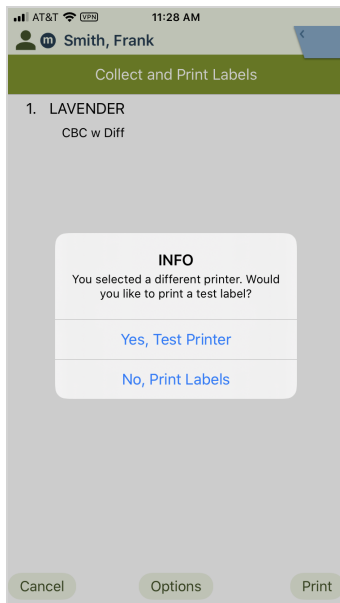 AT&T VPN 11:28 AM
m Smith, Frank
Collect and Print Labels
1. LAVENDER
CBC w Diff
INFO
You selected a different printer. Would
you like to print a test label?
Yes, Test Printer
No, Print Labels
Cancel Options Print